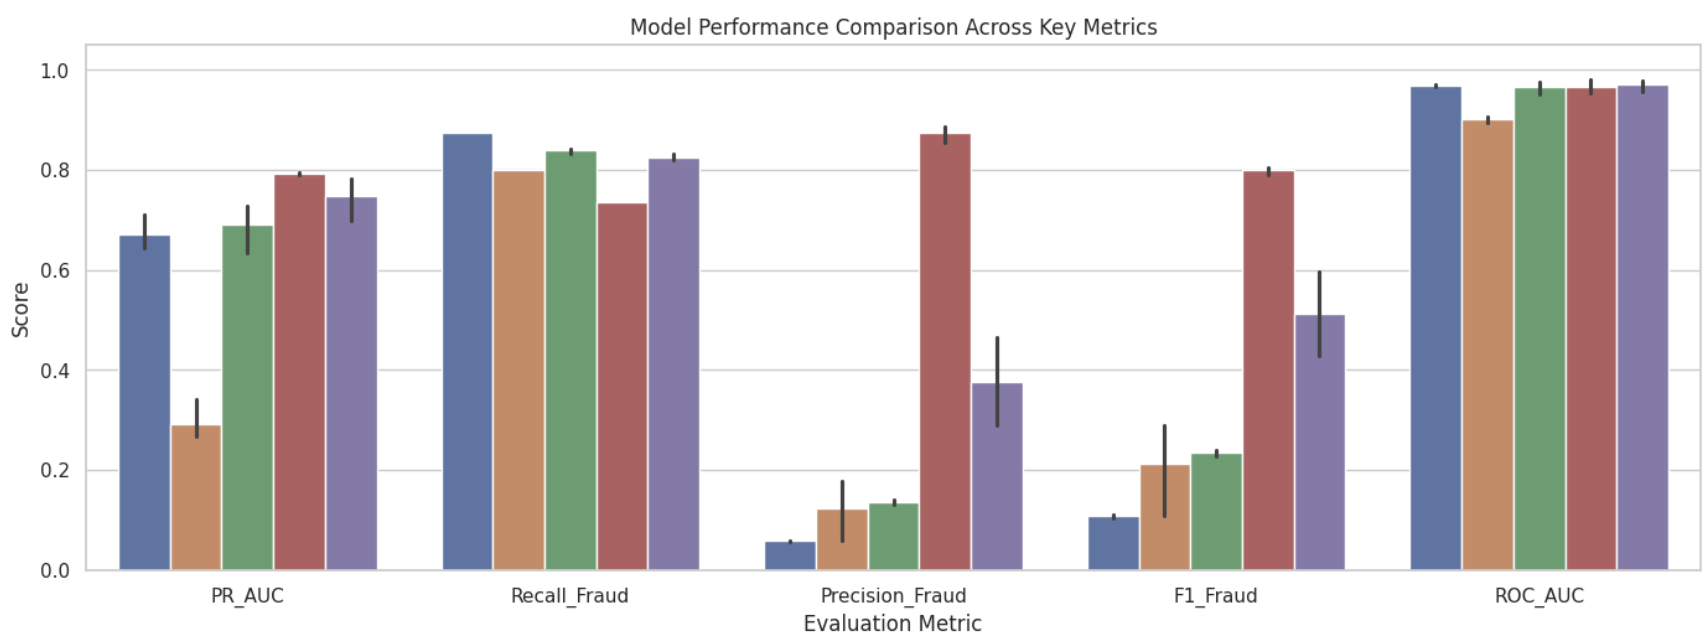 Model Performance Comparison Across Key Metrics
1.0
0.8
0.6
0.4
0.2
0.0
Score
PR_AUC
Recall_Fraud
Precision_Fraud
F1_Fraud
ROC_AUC
Evaluation Metric